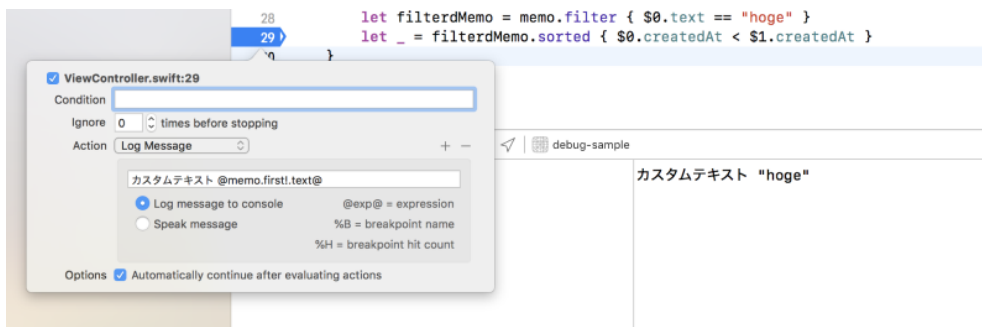 28 let filterdMemo = memo.filter { $0.text == "hoge" }
29 let _ = filterdMemo.sorted { $0.createdAt < $1.createdAt }
}
ViewController.swift:29
Condition
Ignore 0 times before stopping
Action Log Message + −
debug-sample
カスタムテキスト @memo.first!.text@
カスタムテキスト "hoge"
Log message to console @exp@ = expression
Speak message %B = breakpoint name
%H = breakpoint hit count
Options Automatically continue after evaluating actions